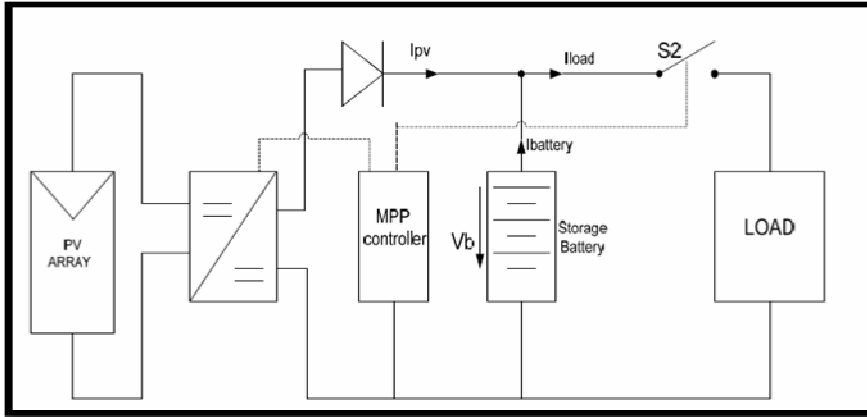 Ipv
Iload
S2
Ibattery
PV
ARRAY
MPP
controller
Vb
Storage
Battery
LOAD